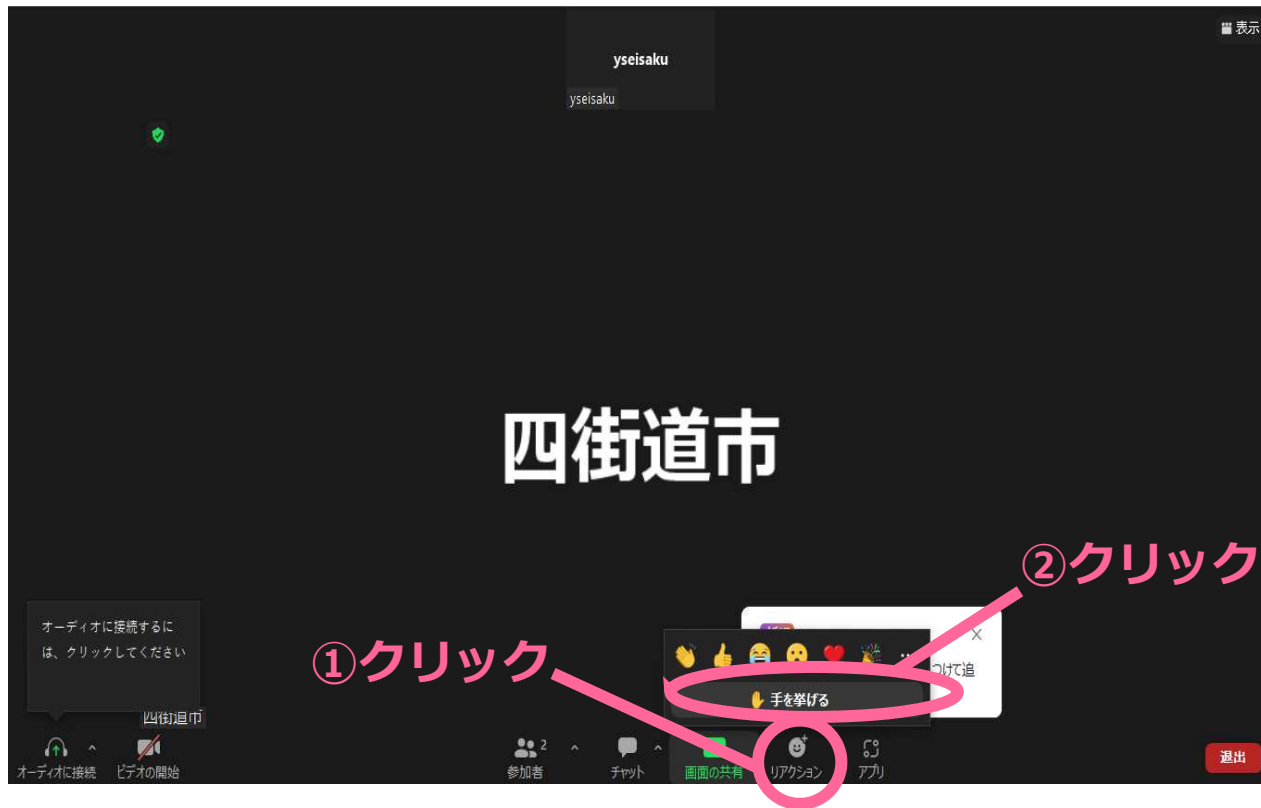 表示
yseisaku
yseisaku
四街道市
②クリック
オーディオに接続するに
は、クリックしてください
①クリック
つけて追
手を挙げる
四街道市
オーディオに接続
ビデオの開始
2
参加者
チャット
画面の共有
リアクション
アプリ
退出